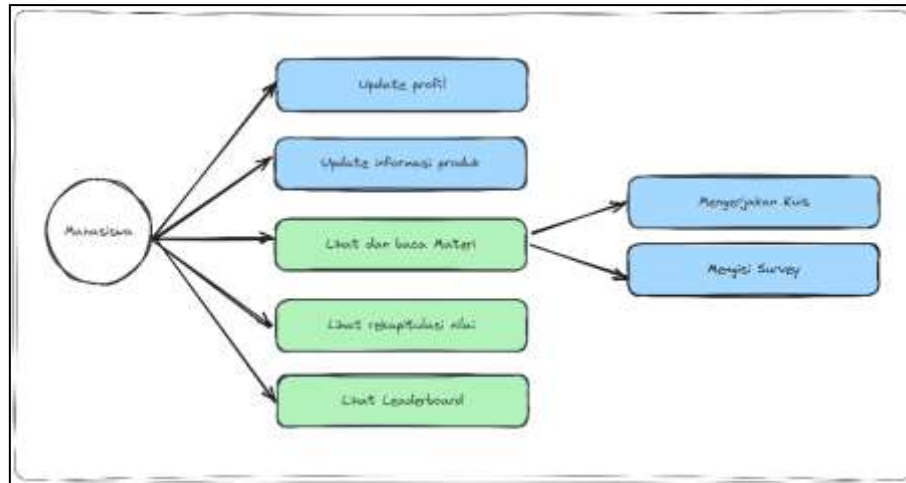 Update profil
Update informasi produk
Mahasiswa
Lihat dan baca Materi
Mengerjakan Kuis
Mengisi Survey
Lihat rekapitulasi nilai
Lihat Leaderboard